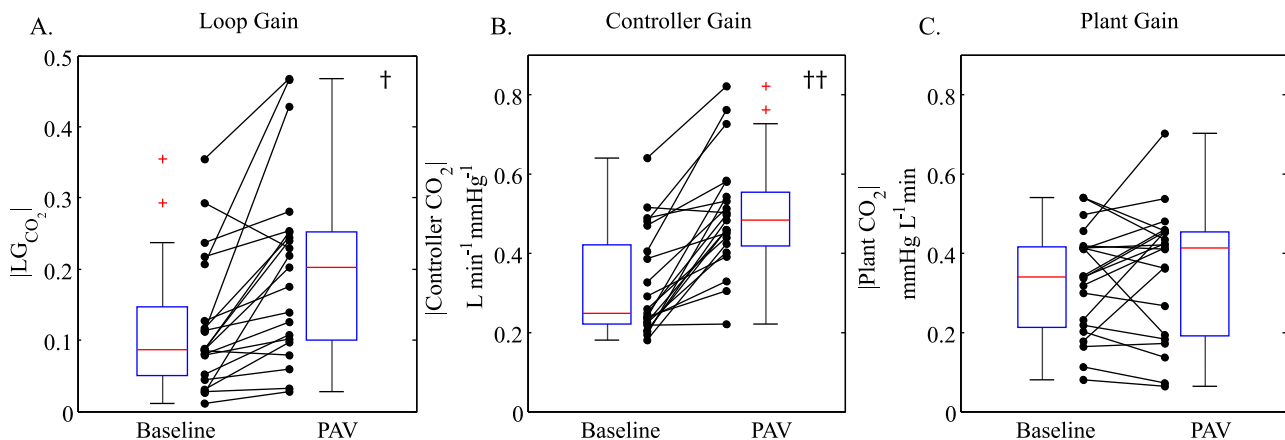 A.
Loop Gain
†
|LG_CO₂|
0.5
0.4
0.3
0.2
0.1
0
Baseline
PAV
B.
Controller Gain
††
|Controller CO₂|
L min⁻¹ mmHg⁻¹
0.8
0.6
0.4
0.2
0
Baseline
PAV
C.
Plant Gain
|Plant CO₂|
mmHg L⁻¹ min
0.8
0.6
0.4
0.2
0
Baseline
PAV